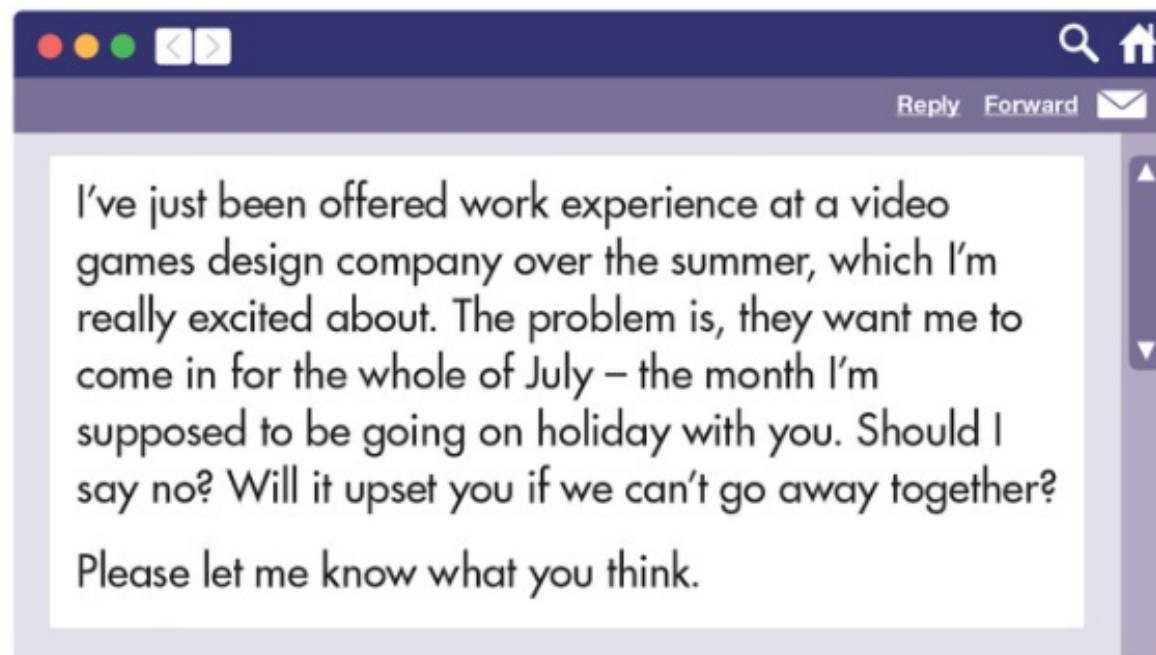 Reply Forward
I've just been offered work experience at a video
games design company over the summer, which I'm
really excited about. The problem is, they want me to
come in for the whole of July – the month I'm
supposed to be going on holiday with you. Should I
say no? Will it upset you if we can't go away together?
Please let me know what you think.